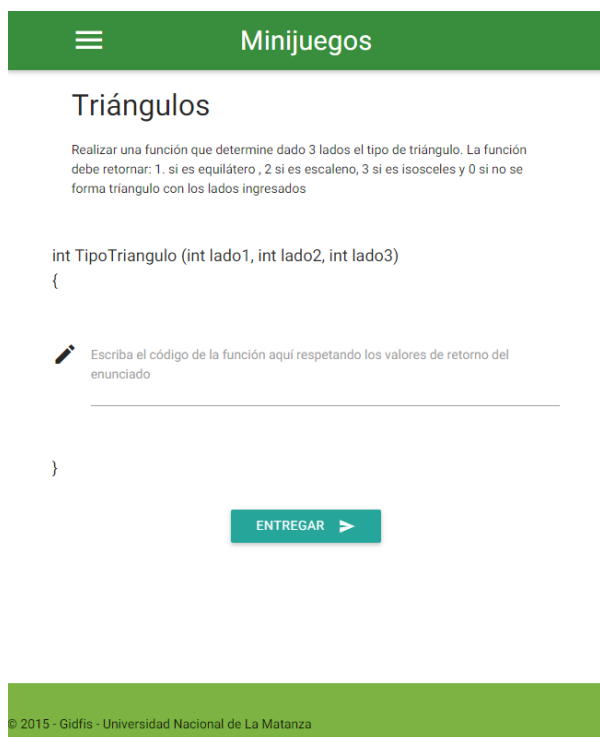 Minijuegos
Triángulos
Realizar una función que determine dado 3 lados el tipo de triángulo. La función
debe retornar: 1. si es equilátero , 2 si es escaleno, 3 si es isosceles y 0 si no se
forma tríangulo con los lados ingresados
int TipoTriangulo (int lado1, int lado2, int lado3)
{
Escriba el código de la función aquí respetando los valores de retorno del
enunciado
}
ENTREGAR
© 2015 - Gidfis - Universidad Nacional de La Matanza